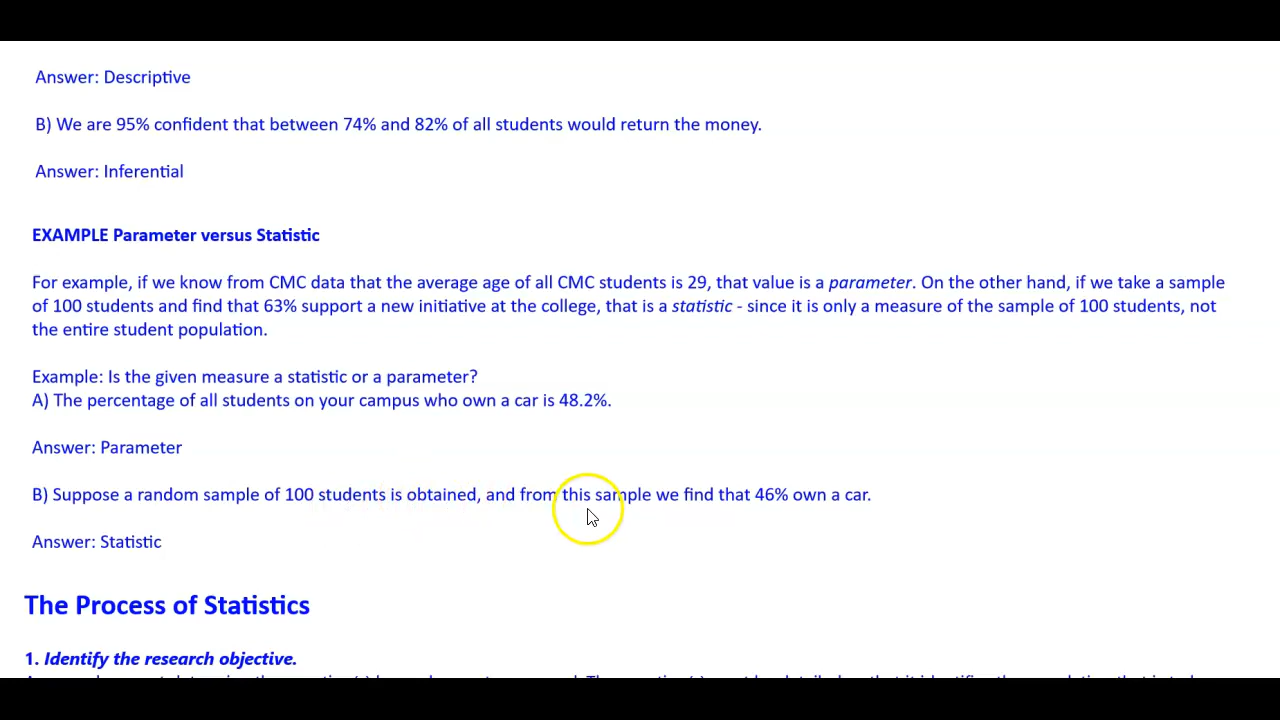 Answer: Descriptive
B) We are 95% confident that between 74% and 82% of all students would return the money.
Answer: Inferential
EXAMPLE Parameter versus Statistic
For example, if we know from CMC data that the average age of all CMC students is 29, that value is a parameter. On the other hand, if we take a sample
of 100 students and find that 63% support a new initiative at the college, that is a statistic - since it is only a measure of the sample of 100 students, not
the entire student population.
Example: Is the given measure a statistic or a parameter?
A) The percentage of all students on your campus who own a car is 48.2%.
Answer: Parameter
B) Suppose a random sample of 100 students is obtained, and from this sample we find that 46% own a car.
Answer: Statistic
The Process of Statistics
1. Identify the research objective.